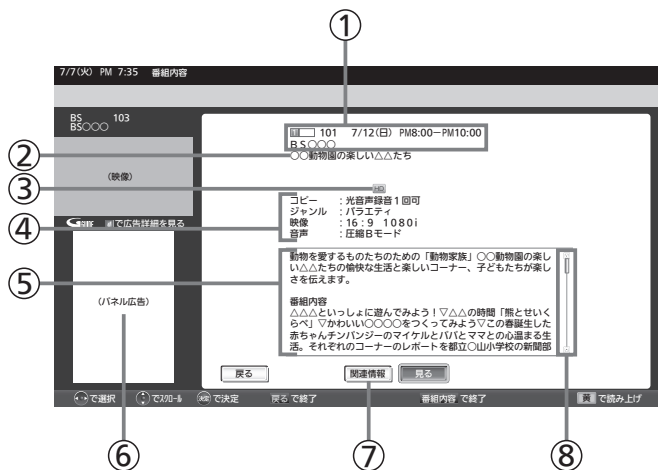 ①
7/7(火) PM 7:35 番組内容
BS 103
BS○○○
101 7/12(日) PM8:00−PM10:00
BS○○○
② ○○動物園の楽しい△△たち
(映像)
③ HD
④
コピー :光音声録音1回可
ジャンル :バラエティ
映像 :16:9 1080i
音声 :圧縮Bモード
GUIDE で広告詳細を見る
⑤
動物を愛するものたちのための「動物家族」○○動物園の楽し
い△△たちの愉快な生活と楽しいコーナー、子どもたちが楽し
さを伝えます。
番組内容
△△△といっしょに遊んでみよう!▽△△の時間「熊とせいく
らべ」▽かわいい○○○○をつくってみよう▽この春誕生した
赤ちゃんチンパンジーのマイケルとパパとママとの心温まる生
活。それぞれのコーナーのレポートを都立○山小学校の新聞部
(パネル広告)
戻る 関連情報 見る
で選択 でスクロール 決定 で決定 戻る で終了 番組内容 で終了 黄 で読み上げ
⑥ ⑦ ⑧